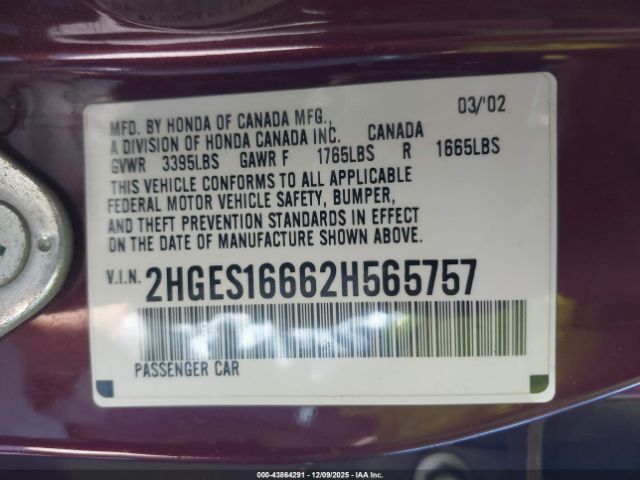 03/'02
MFD. BY HONDA OF CANADA MFG.,
A DIVISION OF HONDA CANADA INC. CANADA
GVWR 3395LBS GAWR F 1765LBS R 1665LBS
THIS VEHICLE CONFORMS TO ALL APPLICABLE
FEDERAL MOTOR VEHICLE SAFETY, BUMPER,
AND THEFT PREVENTION STANDARDS IN EFFECT
ON THE DATE OF MANUFACTURE SHOWN ABOVE.
V.I.N. 2HGES16662H565757
PASSENGER CAR
000-43864291 - 12/09/2025 - IAA Inc.